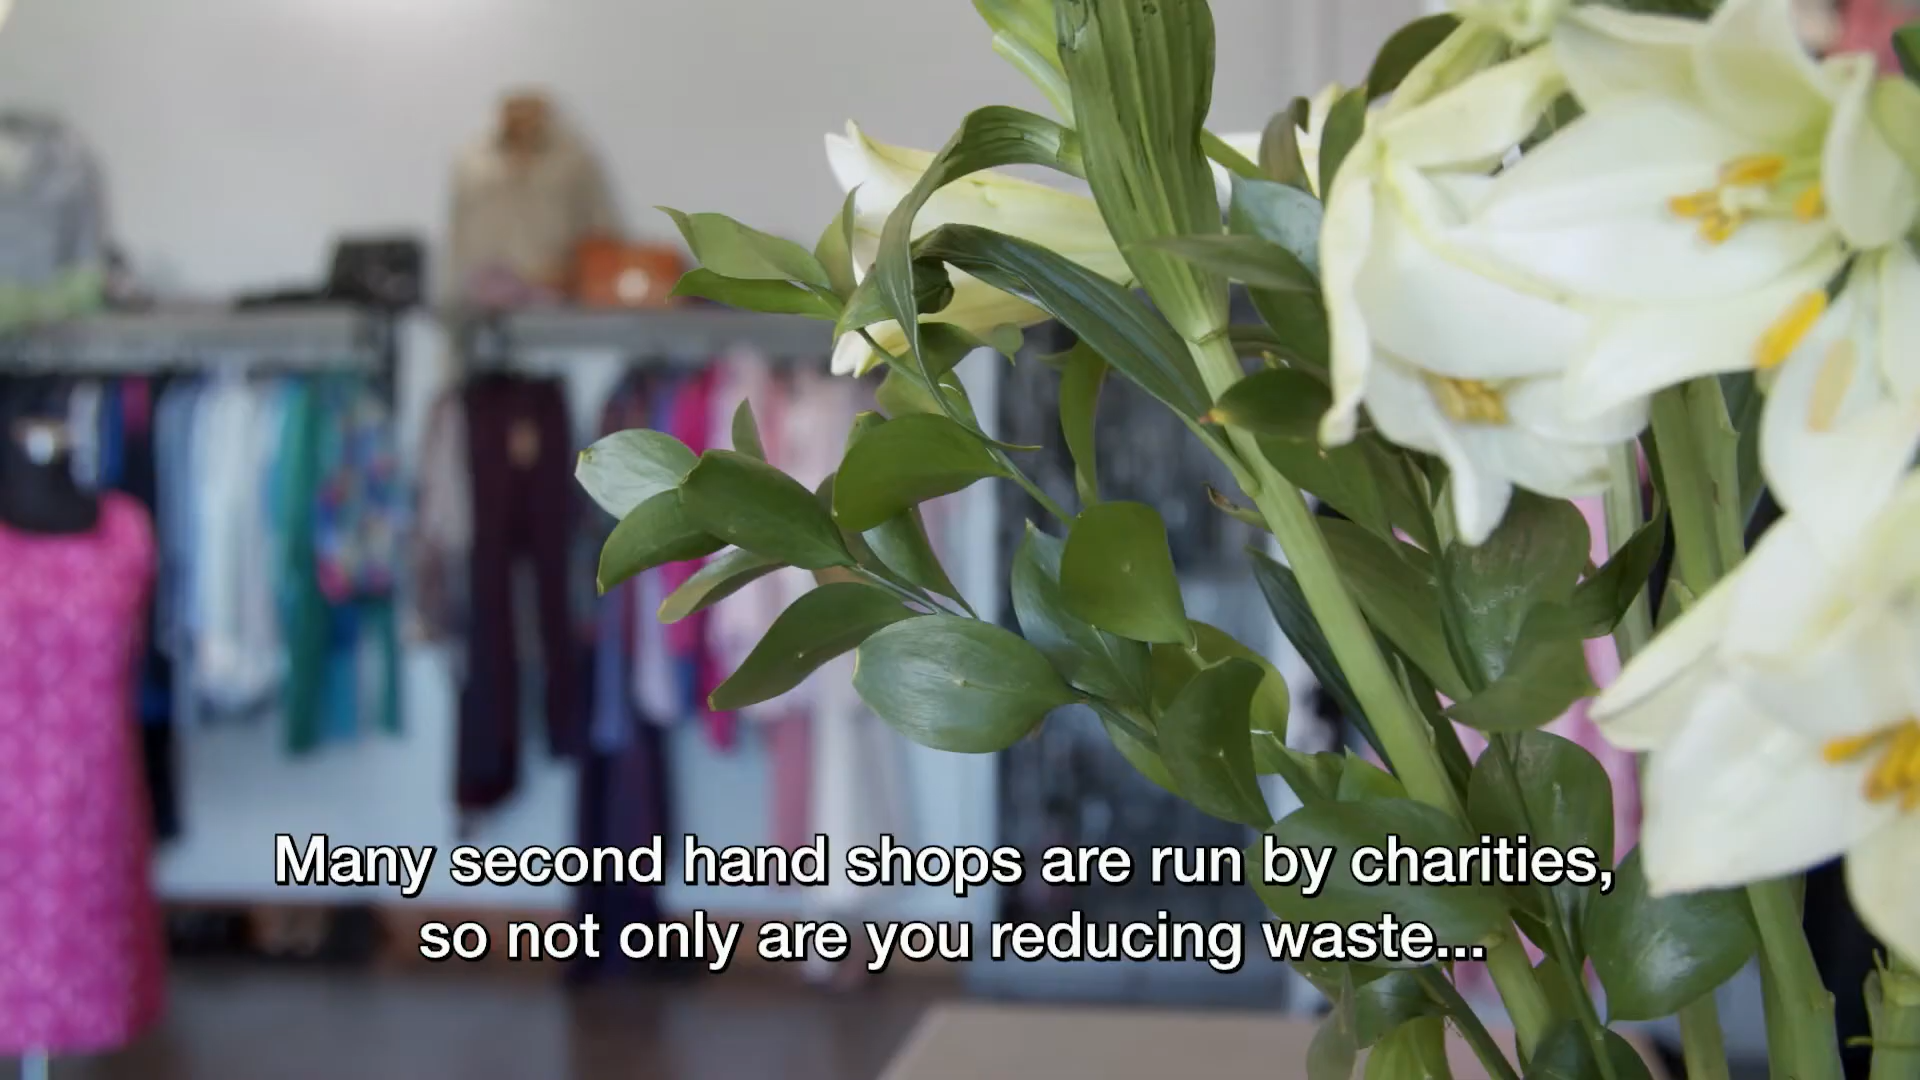 Many second hand shops are run by charities,
so not only are you reducing waste...